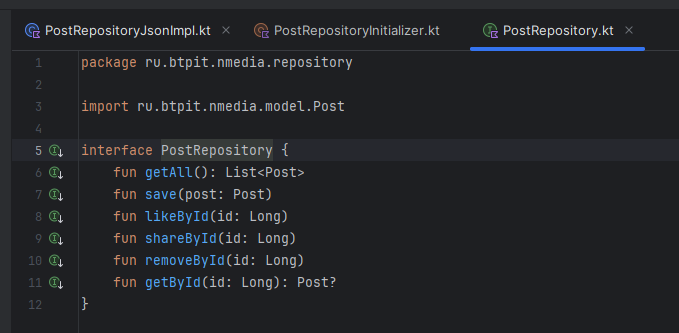 PostRepositoryJsonImpl.kt × PostRepositoryInitializer.kt PostRepository.kt ×
1 package ru.btpit.nmedia.repository
2
3 import ru.btpit.nmedia.model.Post
4
5 interface PostRepository {
6 fun getAll(): List<Post>
7 fun save(post: Post)
8 fun likeById(id: Long)
9 fun shareById(id: Long)
10 fun removeById(id: Long)
11 fun getById(id: Long): Post?
12 }